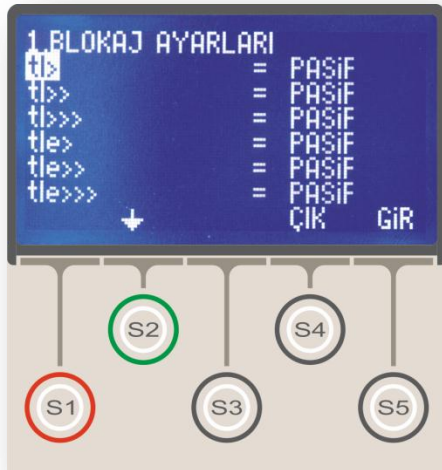 1.BLOKAJ AYARLARI
tI> = PASiF
tI>> = PASiF
tI>>> = PASiF
tIe> = PASiF
tIe>> = PASiF
tIe>>> = PASiF
ÇIK GiR
S2 S4
S1 S3 S5